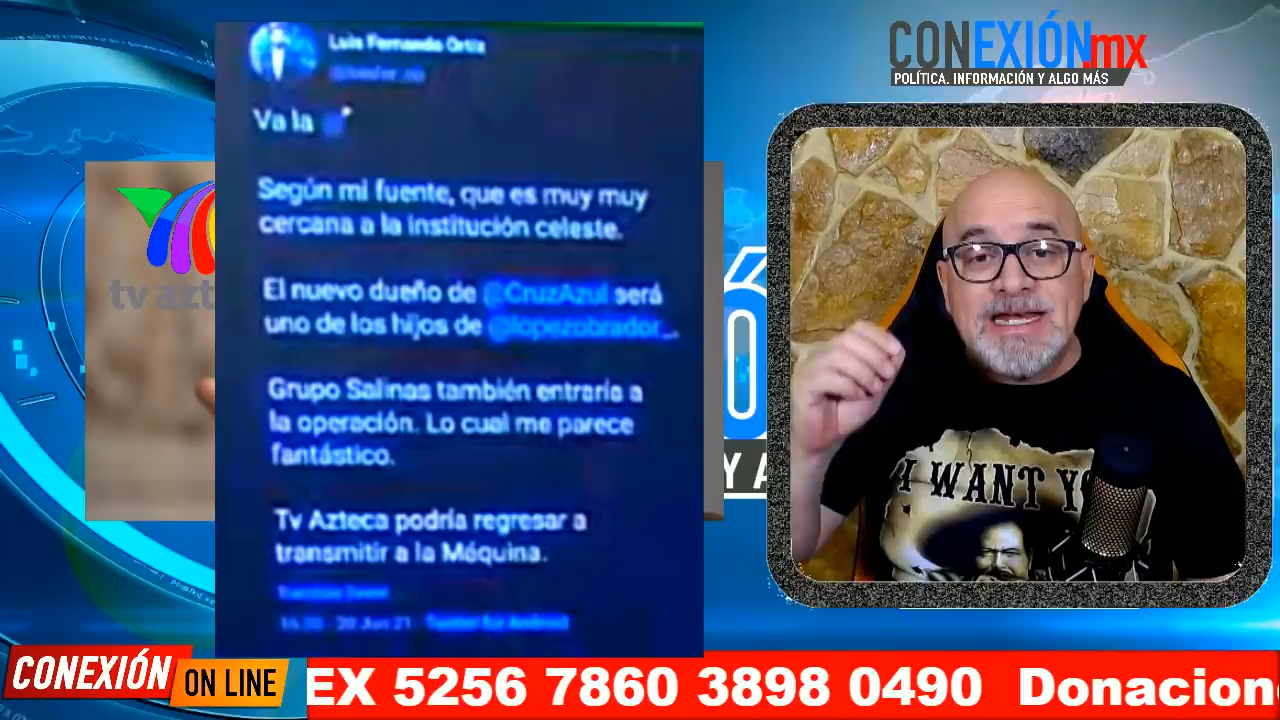 Luis Fernando Ortiz
Va la
Según mi fuente, que es muy muy
cercana a la institución celeste.
El nuevo dueño de @CruzAzul será
uno de los hijos de @lopezobrador_.
Grupo Salinas también entraría a
la operación. Lo cual me parece
fantástico.
Tv Azteca podría regresar a
transmitir a la Máquina.
Twitter for Android
tv azt
CONEXIÓN.mx
POLÍTICA, INFORMACIÓN Y ALGO MÁS
Y A
I WANT YO
CONEXIÓN
ON LINE
EX 5256 7860 3898 0490 Donacion